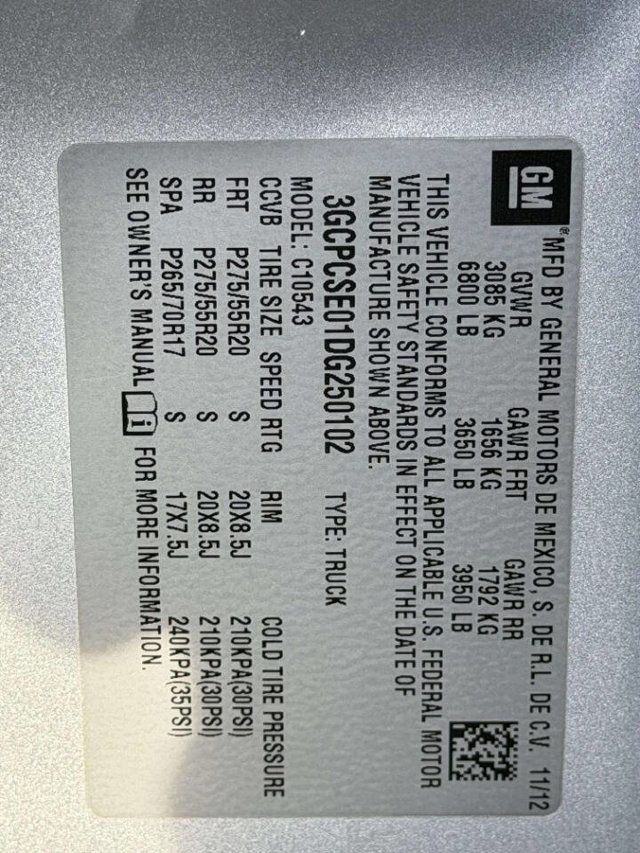 GM ® MFD BY GENERAL MOTORS DE MEXICO, S. DE R.L. DE C.V. 11/12
GVWR GAWR FRT GAWR RR
3085 KG 1656 KG 1792 KG
6800 LB 3650 LB 3950 LB
THIS VEHICLE CONFORMS TO ALL APPLICABLE U.S. FEDERAL MOTOR
VEHICLE SAFETY STANDARDS IN EFFECT ON THE DATE OF
MANUFACTURE SHOWN ABOVE.
3GCPCSE01DG250102 TYPE: TRUCK
MODEL: C10543
CCVB TIRE SIZE SPEED RTG RIM COLD TIRE PRESSURE
FRT P275/55R20 S 20X8.5J 210KPA(30PSI)
RR P275/55R20 S 20X8.5J 210KPA(30PSI)
SPA P265/70R17 S 17X7.5J 240KPA(35PSI)
SEE OWNER'S MANUAL i FOR MORE INFORMATION.